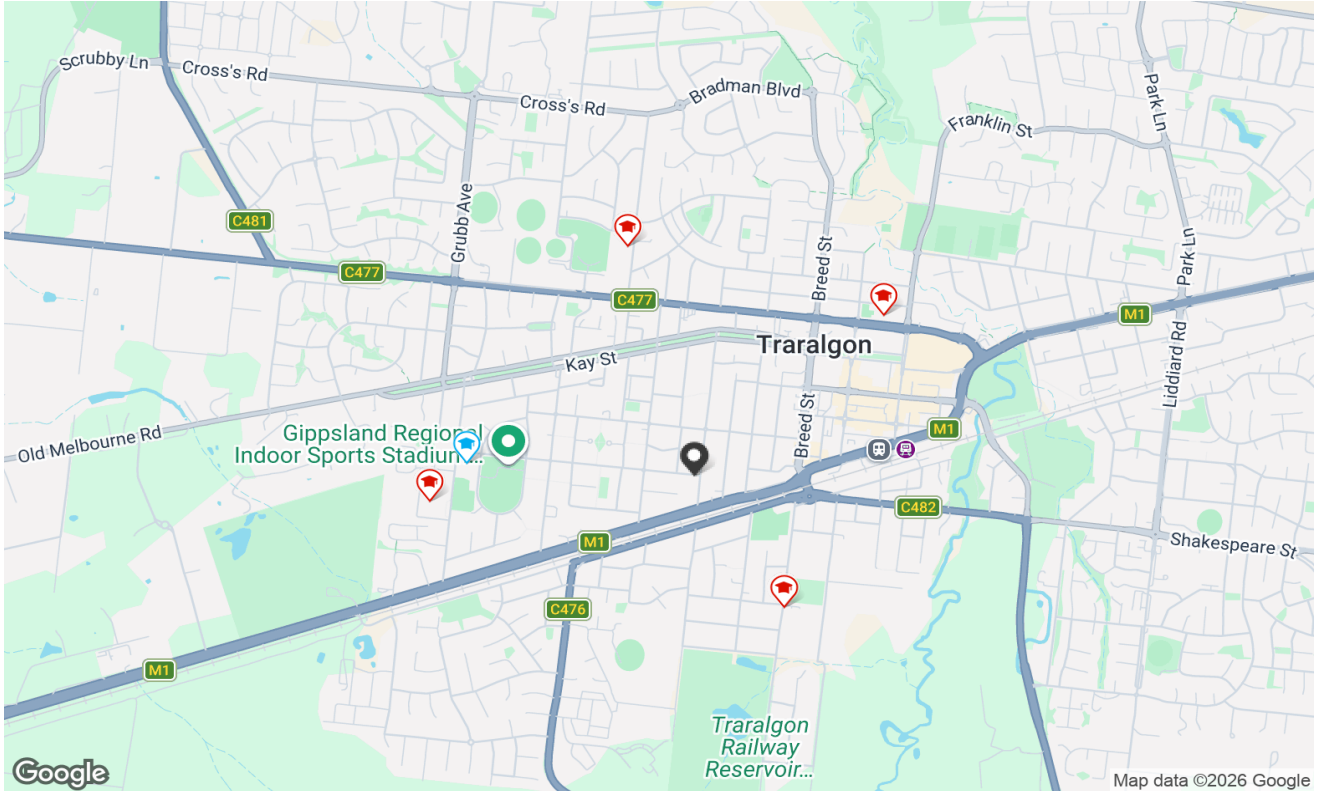 Scrubby Ln
Cross's Rd
Cross's Rd
Bradman Blvd
Park Ln
Franklin St
Grubb Ave
C481
Breed St
Park Ln
C477
C477
M1
Traralgon
Kay St
Liddiard Rd
Old Melbourne Rd
Gippsland Regional
Indoor Sports Stadium...
Breed St
M1
C482
M1
Shakespeare St
C476
M1
Traralgon
Railway
Reservoir...
Google
Map data ©2026 Google